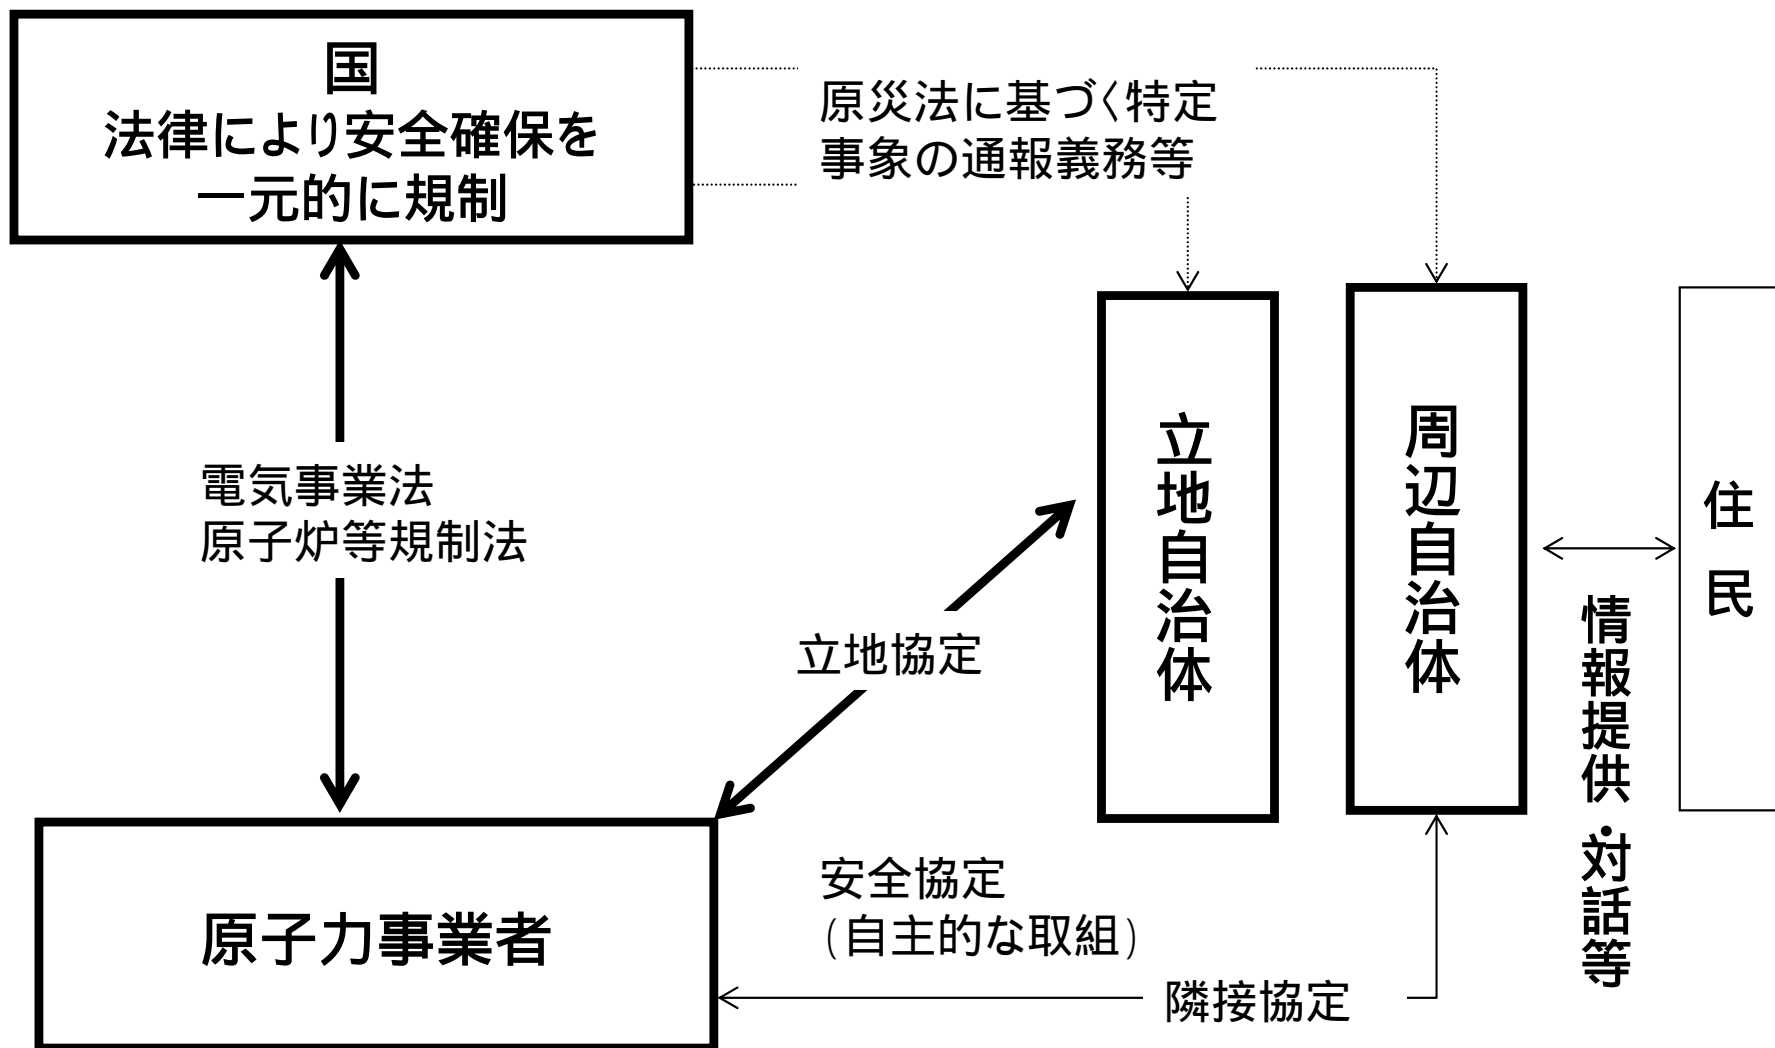 国
法律により安全確保を
一元的に規制
原災法に基づく特定
事象の通報義務等
電気事業法
原子炉等規制法
立地協定
立地自治体
周辺自治体
住民
情報提供・対話等
原子力事業者
安全協定
（自主的な取組）
隣接協定